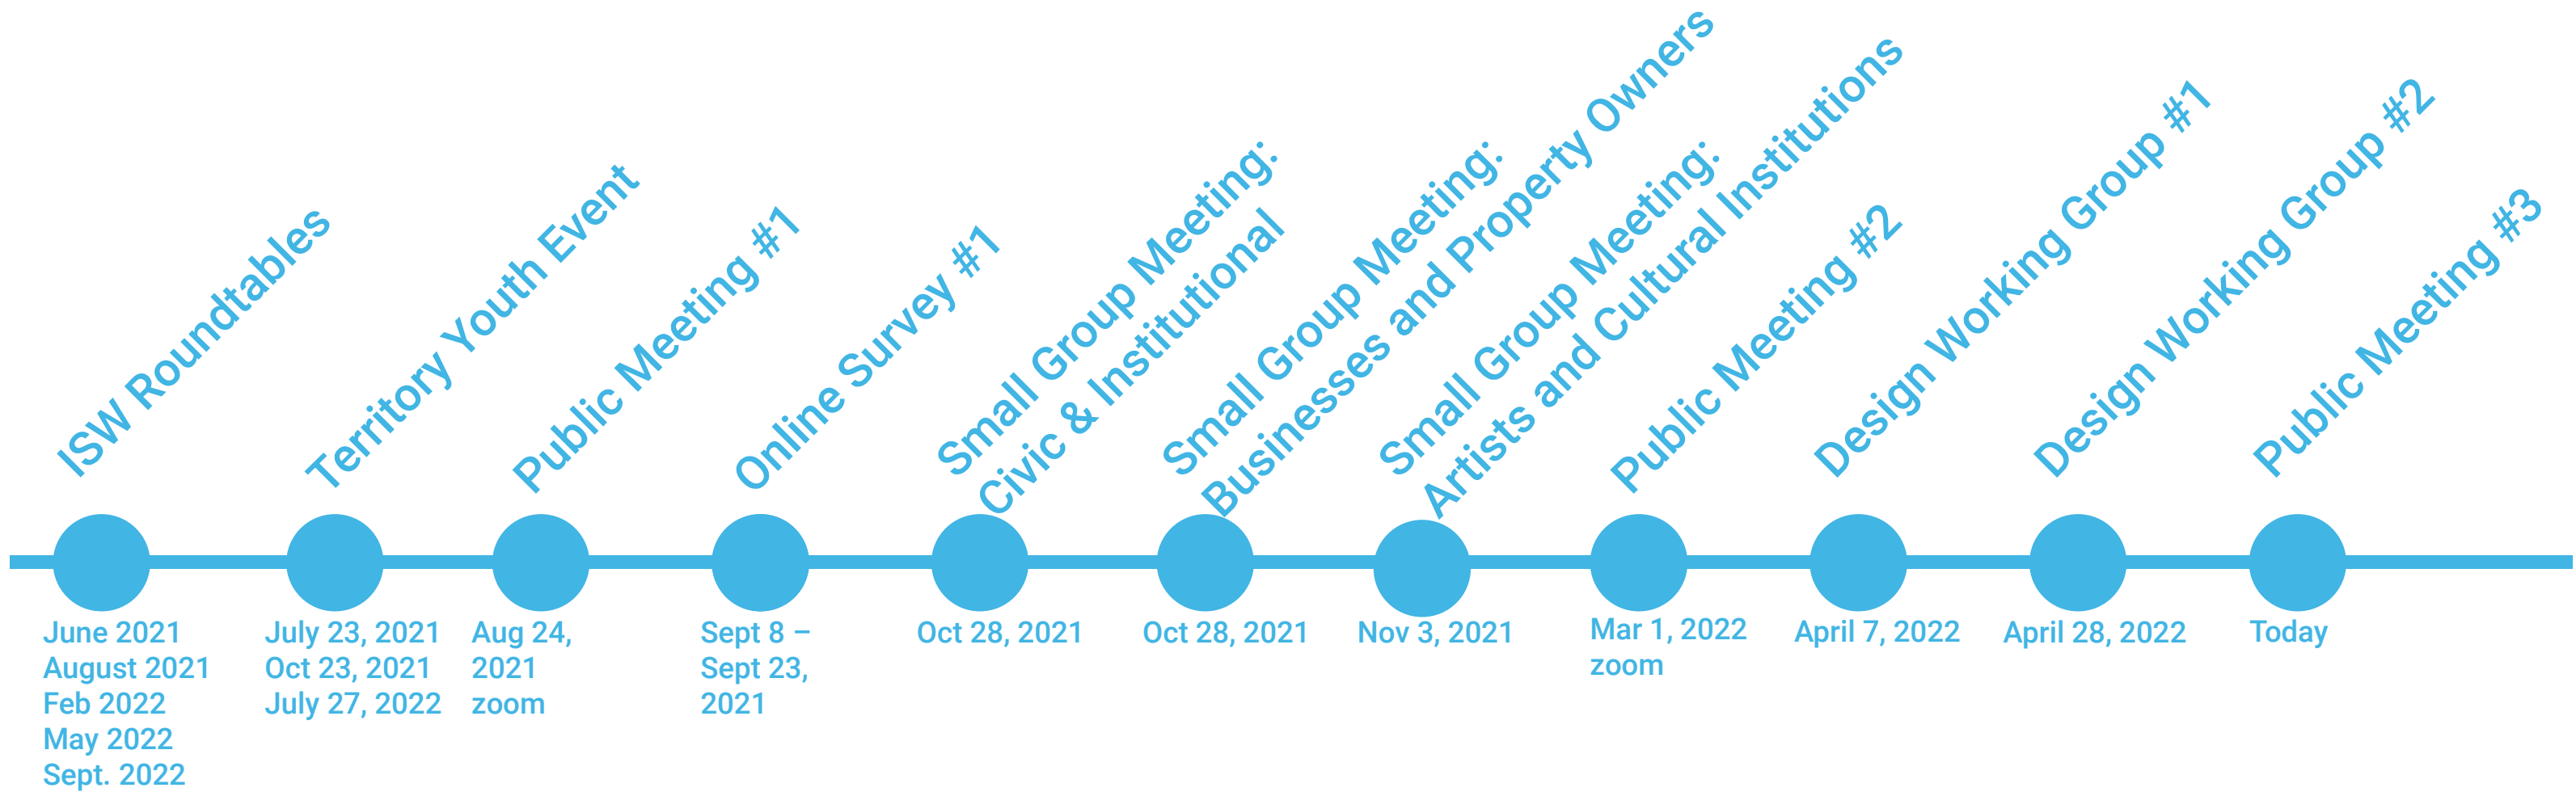 ISW Roundtables
June 2021
August 2021
Feb 2022
May 2022
Sept. 2022
Territory Youth Event
July 23, 2021
Oct 23, 2021
July 27, 2022
Public Meeting #1
Aug 24,
2021
zoom
Online Survey #1
Sept 8 –
Sept 23,
2021
Small Group Meeting:
Civic & Institutional
Oct 28, 2021
Small Group Meeting:
Businesses and Property Owners
Oct 28, 2021
Small Group Meeting:
Artists and Cultural Institutions
Nov 3, 2021
Public Meeting #2
Mar 1, 2022
zoom
Design Working Group #1
April 7, 2022
Design Working Group #2
April 28, 2022
Public Meeting #3
Today